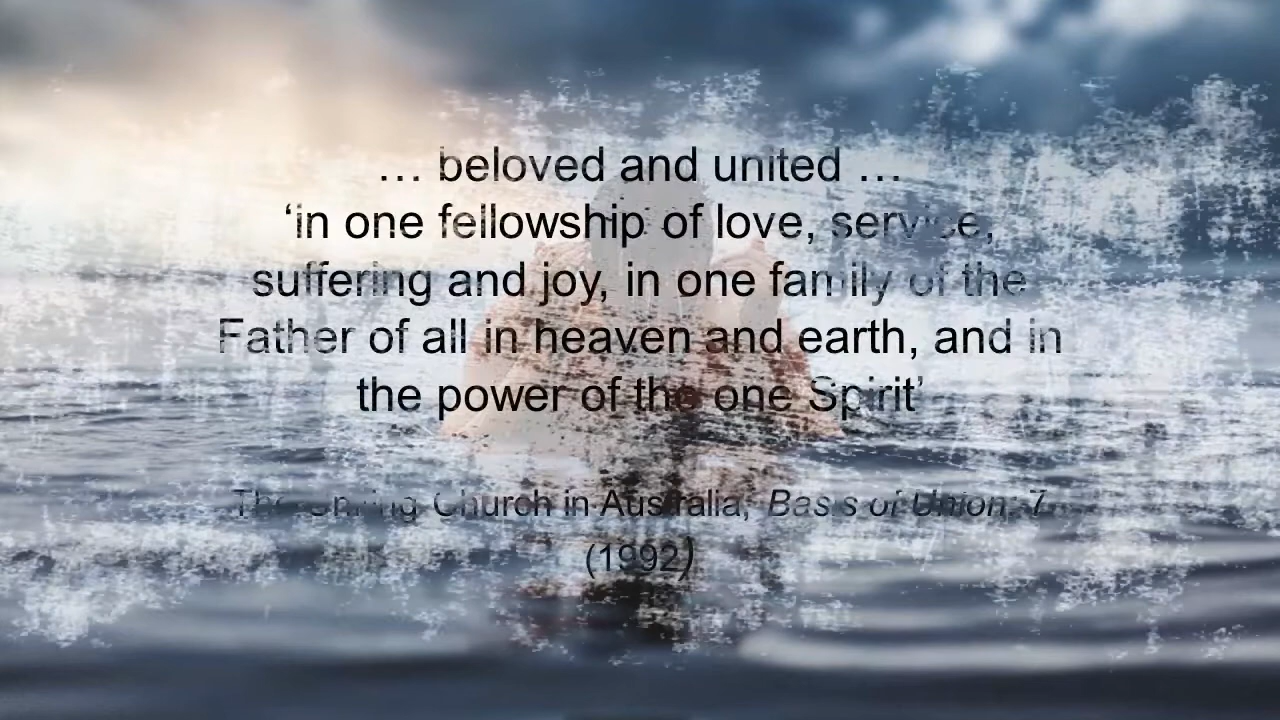 … beloved and united …
‘in one fellowship of love, service,
suffering and joy, in one family of the
Father of all in heaven and earth, and in
the power of the one Spirit’
The Uniting Church in Australia, Basis of Union: 7
(1992)